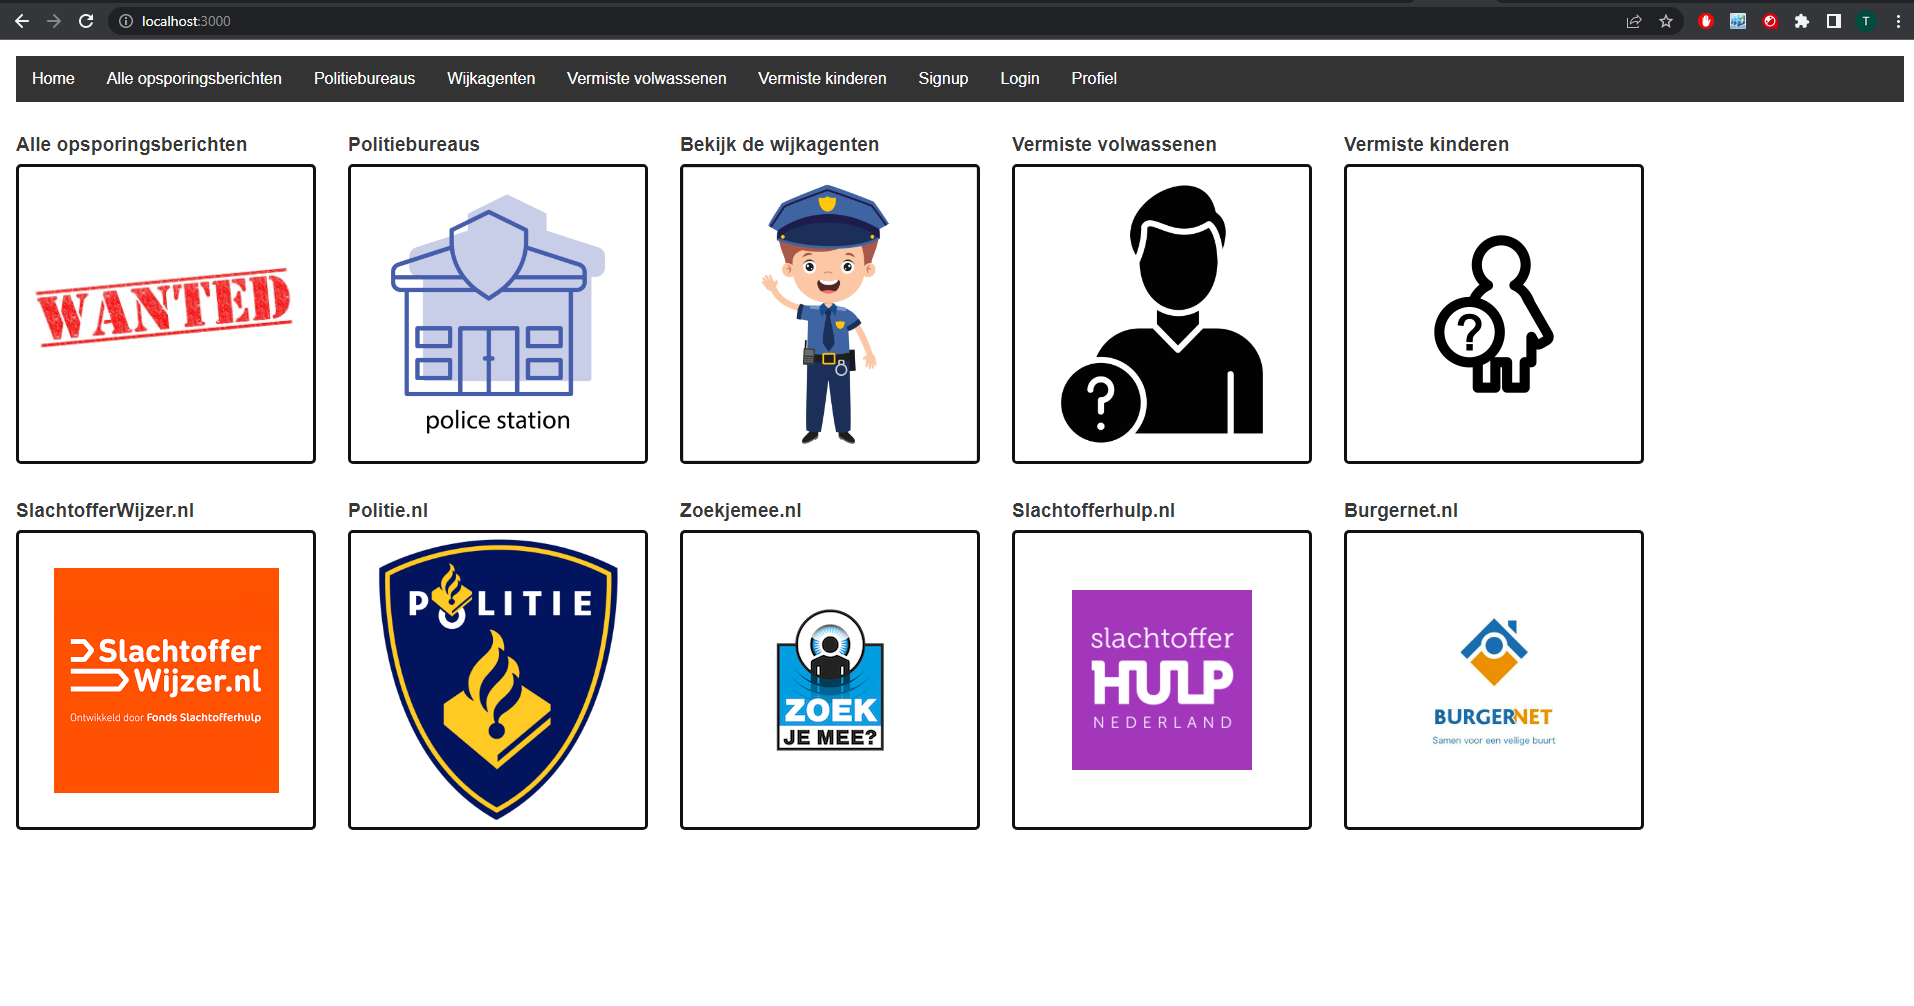 localhost:3000
T
Home Alle opsporingsberichten Politiebureaus Wijkagenten Vermiste volwassenen Vermiste kinderen Signup Login Profiel
Alle opsporingsberichten
WANTED
Politiebureaus
police station
Bekijk de wijkagenten
Vermiste volwassenen
?
Vermiste kinderen
?
SlachtofferWijzer.nl
Slachtoffer
Wijzer.nl
Ontwikkeld door Fonds Slachtofferhulp
Politie.nl
POLITIE
Zoekjemee.nl
ZOEK
JE MEE?
Slachtofferhulp.nl
slachtoffer
HULP
NEDERLAND
Burgernet.nl
BURGERNET
Samen voor een veilige buurt